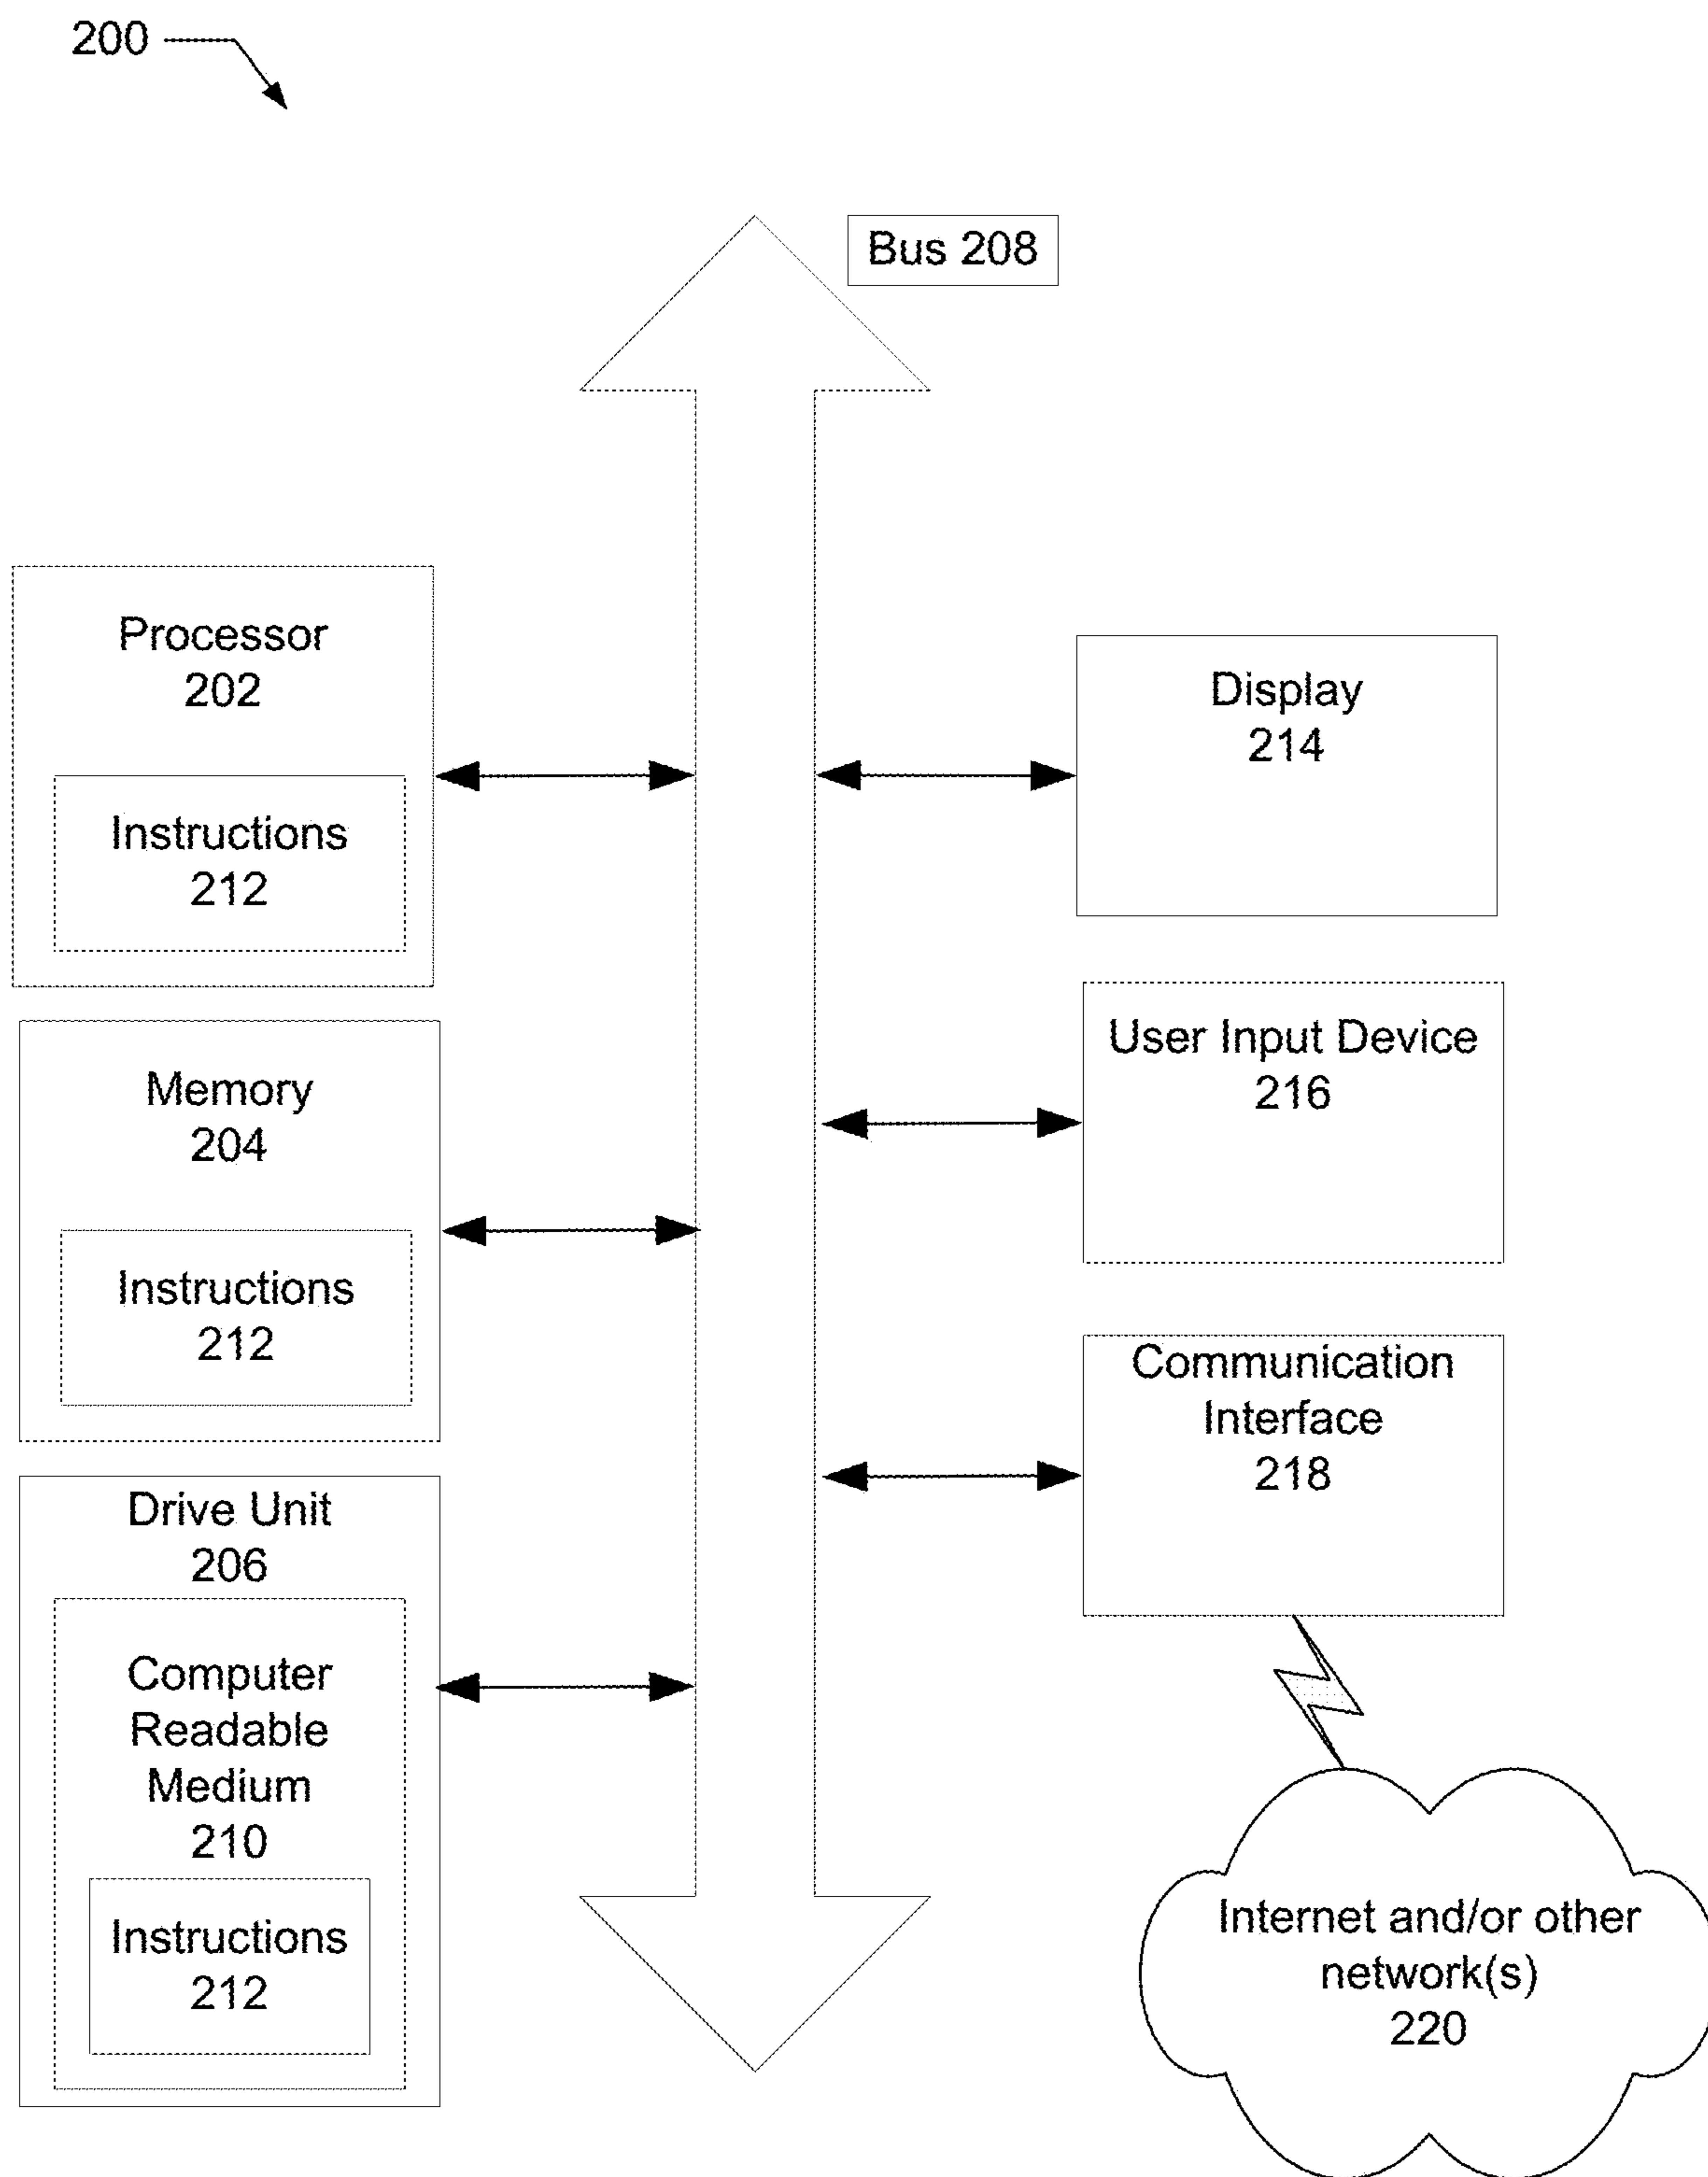 200
Bus 208
Processor
202
Instructions
212
Memory
204
Instructions
212
Drive Unit
206
Computer
Readable
Medium
210
Instructions
212
Display
214
User Input Device
216
Communication
Interface
218
Internet and/or other
network(s)
220